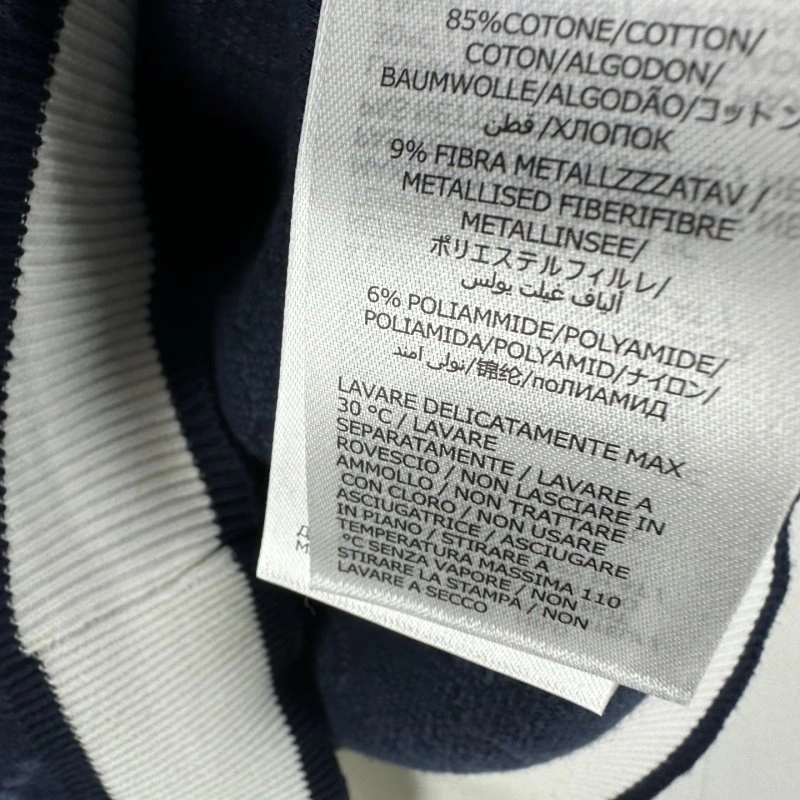 85%COTONE/COTTON/
COTON/ALGODON/
BAUMWOLLE/ALGODÃO/コットン
قطن/ХЛОПОК
9% FIBRA METALLZZZATAV /
METALLISED FIBERIFIBRE
METALLINSEE/
ポリエステルフィルレ/
ألياف غيلت يولس
6% POLIAMMIDE/POLYAMIDE/
POLIAMIDA/POLYAMID/ナイロン/
بولي امند/锦纶/поЛИАМИД
LAVARE DELICATAMENTE MAX
30 °C / LAVARE
SEPARATAMENTE / LAVARE A
ROVESCIO / NON LASCIARE IN
AMMOLLO / NON TRATTARE
CON CLORO / NON USARE
ASCIUGATRICE / ASCIUGARE
IN PIANO / STIRARE A
TEMPERATURA MASSIMA 110
°C SENZA VAPORE / NON
STIRARE LA STAMPA / NON
LAVARE A SECCO